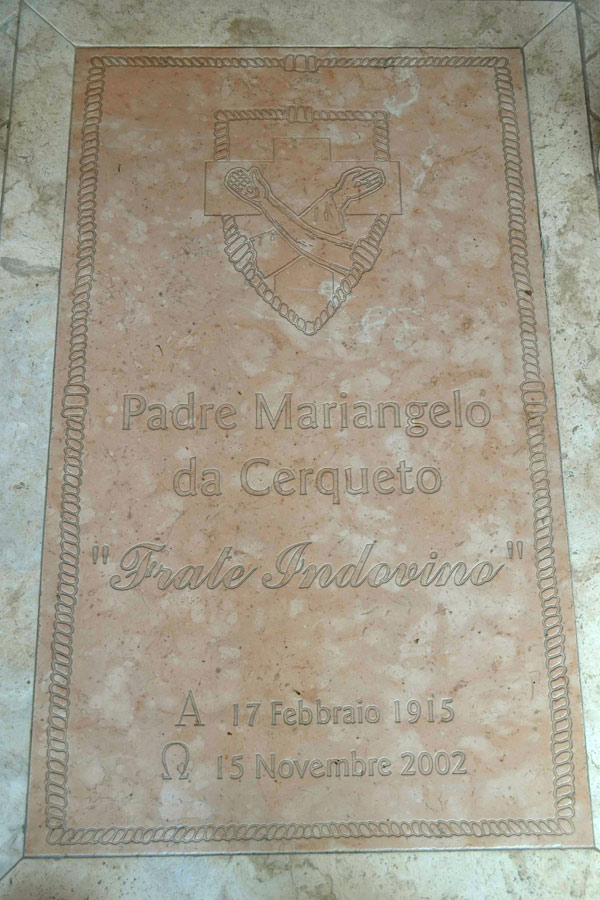 Padre Mariangelo
da Cerqueto
"Frate Indovino"
Α 17 Febbraio 1915
Ω 15 Novembre 2002